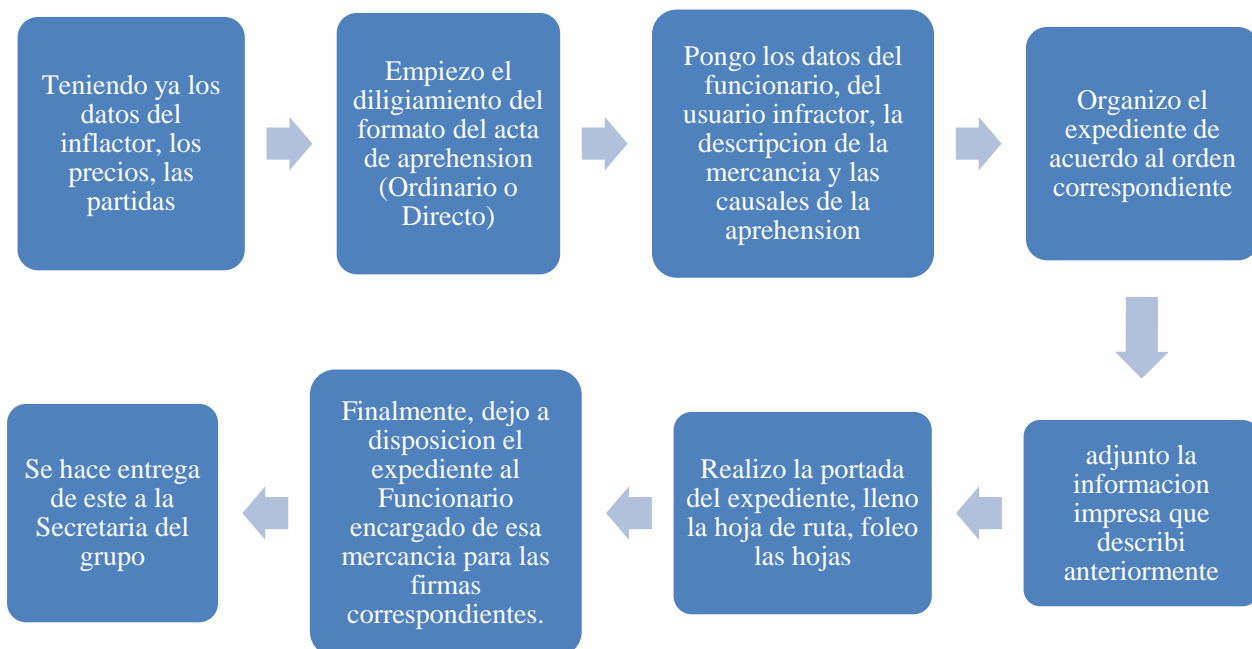 Teniendo ya los
datos del
inflactor, los
precios, las
partidas
Empiezo el
diligiamiento del
formato del acta
de aprehension
(Ordinario o
Directo)
Pongo los datos del
funcionario, del
usuario infractor, la
descripcion de la
mercancia y las
causales de la
aprehension
Organizo el
expediente de
acuerdo al orden
correspondiente
adjunto la
informacion
impresa que
describi
anteriormente
Realizo la portada
del expediente, lleno
la hoja de ruta, foleo
las hojas
Finalmente, dejo a
disposicion el
expediente al
Funcionario
encargado de esa
mercancia para las
firmas
correspondientes.
Se hace entrega
de este a la
Secretaria del
grupo